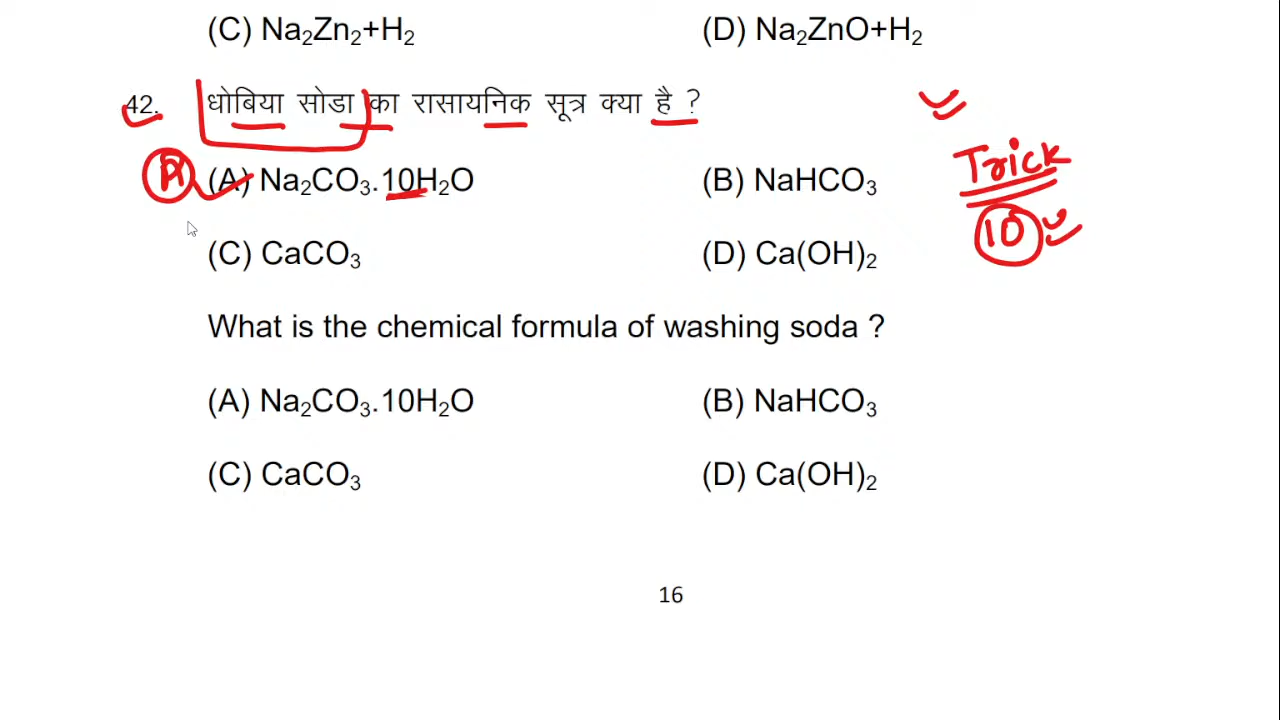 (C) Na₂Zn₂+H₂ (D) Na₂ZnO+H₂
42. धोबिया सोडा का रासायनिक सूत्र क्या है ?
Trick
(A) (A) Na₂CO₃.10H₂O (B) NaHCO₃
10
(C) CaCO₃ (D) Ca(OH)₂
What is the chemical formula of washing soda ?
(A) Na₂CO₃.10H₂O (B) NaHCO₃
(C) CaCO₃ (D) Ca(OH)₂
16